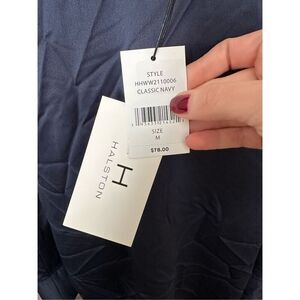 STYLE
HHWW2110006
CLASSIC NAVY
SIZE
M
$78.00
H
HALSTON